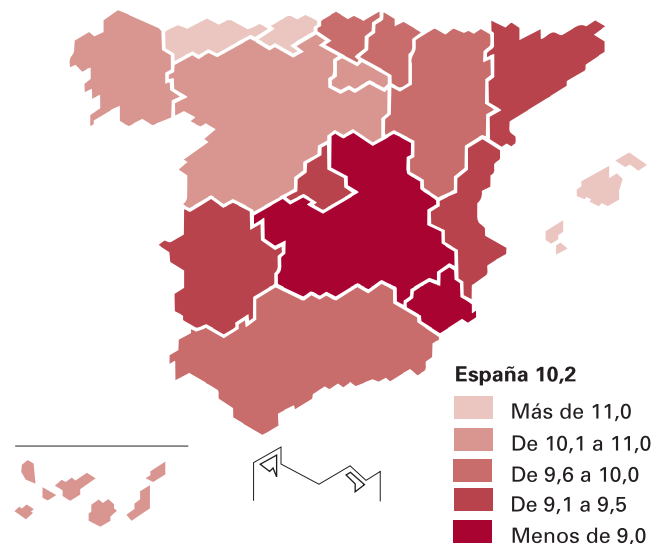 España 10,2
Más de 11,0
De 10,1 a 11,0
De 9,6 a 10,0
De 9,1 a 9,5
Menos de 9,0